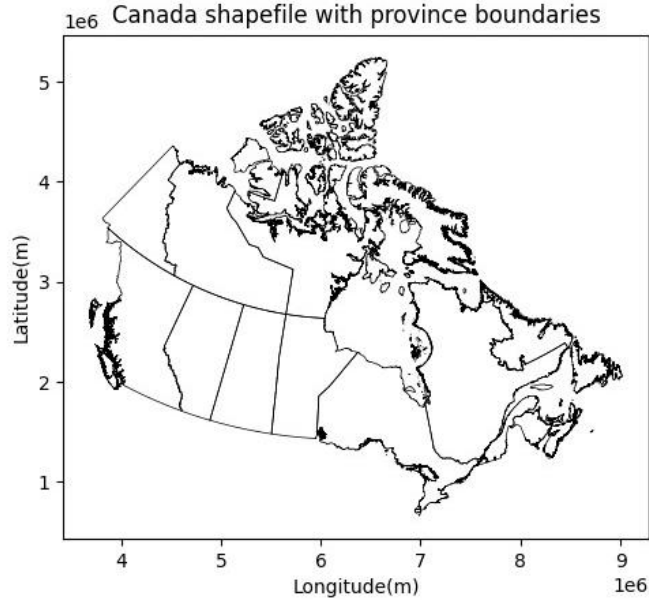 Canada shapefile with province boundaries
1e6
5
4
3
2
1
Latitude(m)
4 5 6 7 8 9
1e6
Longitude(m)